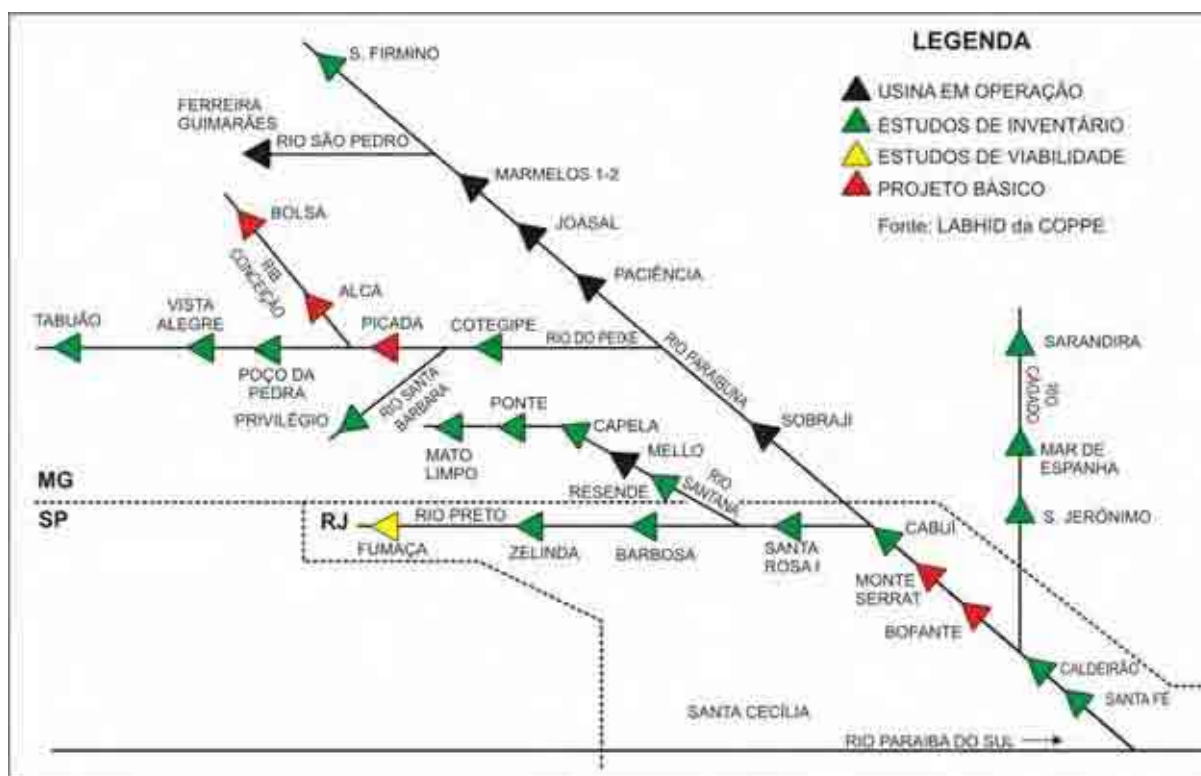 LEGENDA
USINA EM OPERAÇÃO
ESTUDOS DE INVENTÁRIO
ESTUDOS DE VIABILIDADE
PROJETO BÁSICO
Fonte: LABHID da COPPE
S. FIRMINO
FERREIRA
GUIMARÃES
RIO SÃO PEDRO
MARMELOS 1-2
BOLSA
JOASAL
RIB
CONCEIÇÃO
PACIÊNCIA
ALCA
TABUÃO
VISTA
ALEGRE
PICADA
COTEGIPE
RIO DO PEIXE
RIO PARAIBUNA
SARANDIRA
POÇO DA
PEDRA
RIO
CAGADO
PRIVILÉGIO
RIO SANTA
BARBARA
PONTE
CAPELA
SOBRAJI
MATO
LIMPO
MELLO
MAR DE
ESPANHA
MG
RESENDE
RIO
SANTANA
SP
RJ
RIO PRETO
S. JERÔNIMO
FUMAÇA
ZELINDA
BARBOSA
SANTA
ROSA I
CABUÍ
MONTE
SERRAT
BOFANTE
CALDEIRÃO
SANTA FÉ
SANTA CECÍLIA
RIO PARAIBA DO SUL